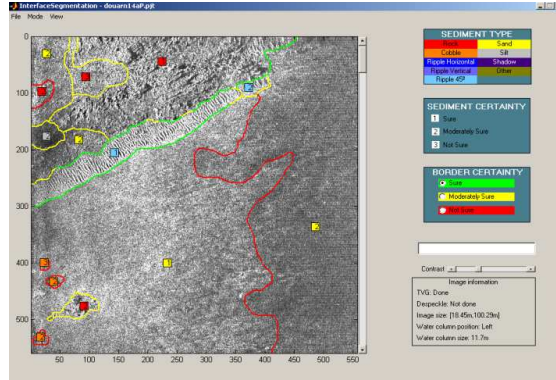 InterfaceSegmentation - douarn14aP.pjt
File Mode View
0
100
200
300
400
500
50 100 150 200 250 300 350 400 450 500 550
SEDIMENT TYPE
Rock Sand
Cobble Silt
Ripple Horizontal Shadow
Ripple Vertical Other
Ripple 45º
SEDIMENT CERTAINTY
1 Sure
2 Moderately Sure
3 Not Sure
BORDER CERTAINTY
Sure
Moderately Sure
Not Sure
Contrast
Image information
TVG: Done
Despeckle: Not done
Image size: [18.45m,100.29m]
Water column position: Left
Water column size: 11.7m